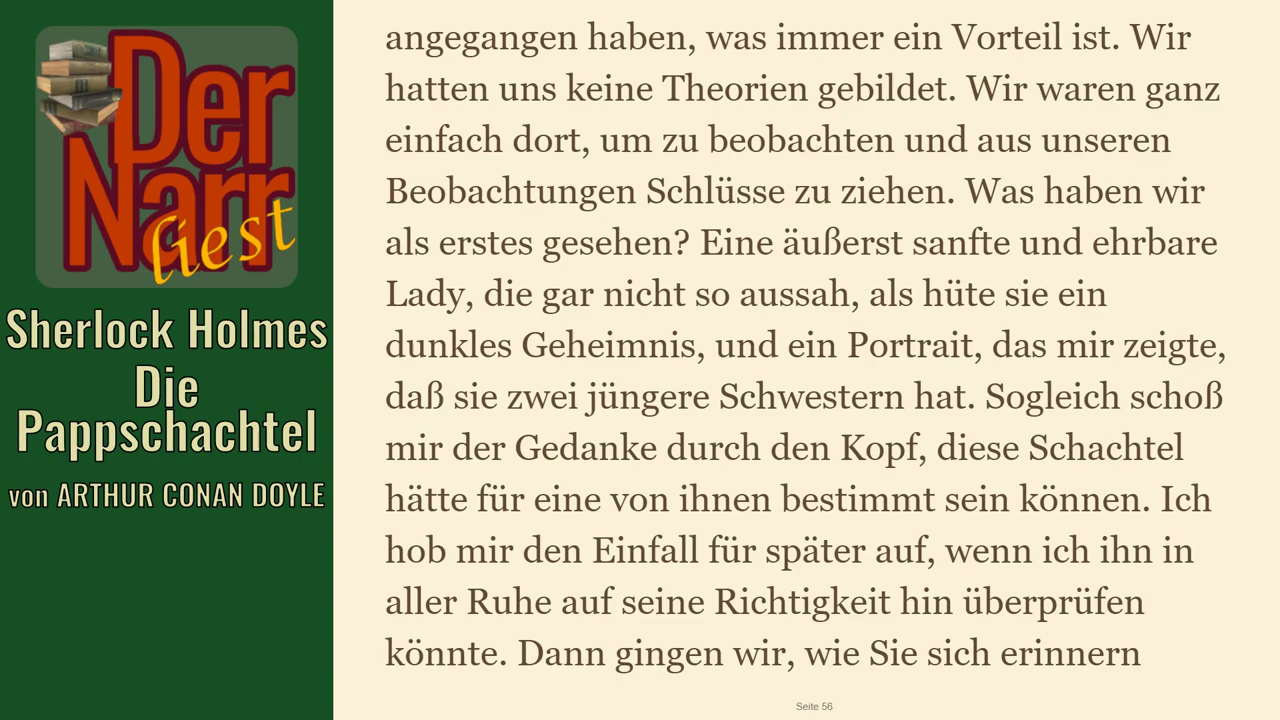 Der
Narr
liest
Sherlock Holmes
Die
Pappschachtel
von ARTHUR CONAN DOYLE
angegangen haben, was immer ein Vorteil ist. Wir
hatten uns keine Theorien gebildet. Wir waren ganz
einfach dort, um zu beobachten und aus unseren
Beobachtungen Schlüsse zu ziehen. Was haben wir
als erstes gesehen? Eine äußerst sanfte und ehrbare
Lady, die gar nicht so aussah, als hüte sie ein
dunkles Geheimnis, und ein Portrait, das mir zeigte,
daß sie zwei jüngere Schwestern hat. Sogleich schoß
mir der Gedanke durch den Kopf, diese Schachtel
hätte für eine von ihnen bestimmt sein können. Ich
hob mir den Einfall für später auf, wenn ich ihn in
aller Ruhe auf seine Richtigkeit hin überprüfen
könnte. Dann gingen wir, wie Sie sich erinnern
Seite 56